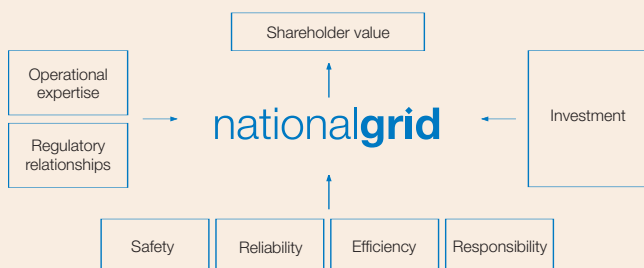 Shareholder value
Operational
expertise
Regulatory
relationships
nationalgrid
Investment
Safety
Reliability
Efficiency
Responsibility